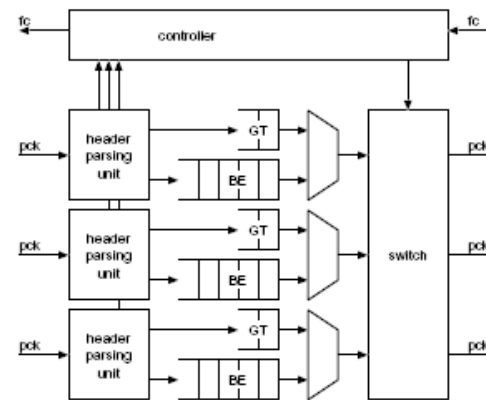 fc
controller
fc
pck
header
parsing
unit
GT
BE
pck
pck
header
parsing
unit
GT
BE
switch
pck
pck
header
parsing
unit
GT
BE
pck